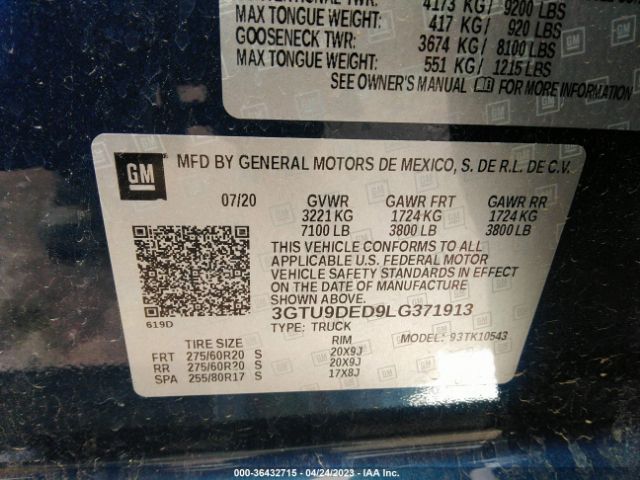 4173 KG/ 9200 LBS
MAX TONGUE WEIGHT: 417 KG/ 920 LBS
GOOSENECK TWR: 3674 KG/ 8100 LBS
MAX TONGUE WEIGHT: 551 KG/ 1215 LBS
SEE OWNER'S MANUAL FOR MORE INFORMATION
GM
MFD BY GENERAL MOTORS DE MEXICO, S. DE R.L. DE C.V.
07/20 GVWR GAWR FRT GAWR RR
3221 KG 1724 KG 1724 KG
7100 LB 3800 LB 3800 LB
THIS VEHICLE CONFORMS TO ALL
APPLICABLE U.S. FEDERAL MOTOR
VEHICLE SAFETY STANDARDS IN EFFECT
ON THE DATE OF MANUFACTURE
SHOWN ABOVE.
3GTU9DED9LG371913
619D TYPE: TRUCK MODEL: 93TK10543
TIRE SIZE RIM
FRT 275/60R20 S 20X9J
RR 275/60R20 S 20X9J
SPA 255/80R17 S 17X8J
000-36432715 - 04/24/2023 - IAA Inc.